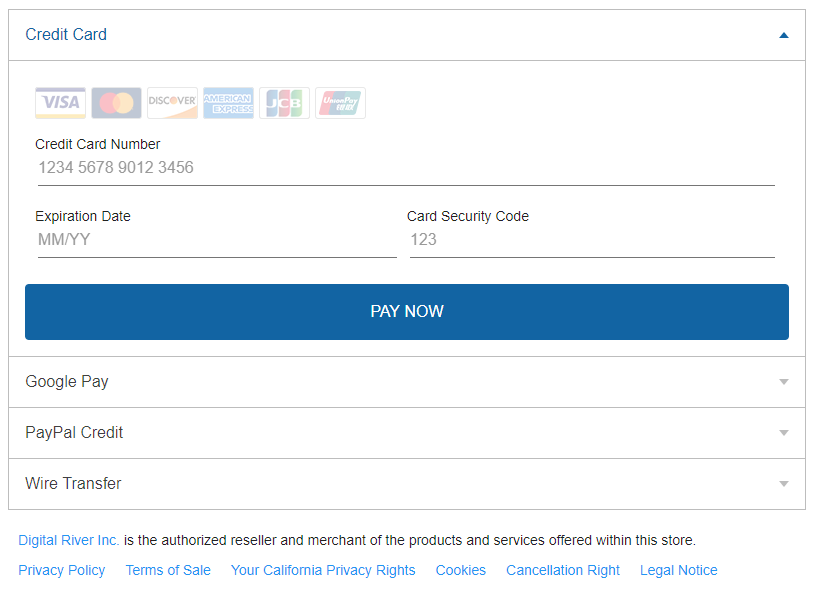 Credit Card
VISA DISCOVER AMERICAN EXPRESS JCB UnionPay 银联
Credit Card Number
1234 5678 9012 3456
Expiration Date Card Security Code
MM/YY 123
PAY NOW
Google Pay
PayPal Credit
Wire Transfer
Digital River Inc. is the authorized reseller and merchant of the products and services offered within this store.
Privacy Policy Terms of Sale Your California Privacy Rights Cookies Cancellation Right Legal Notice